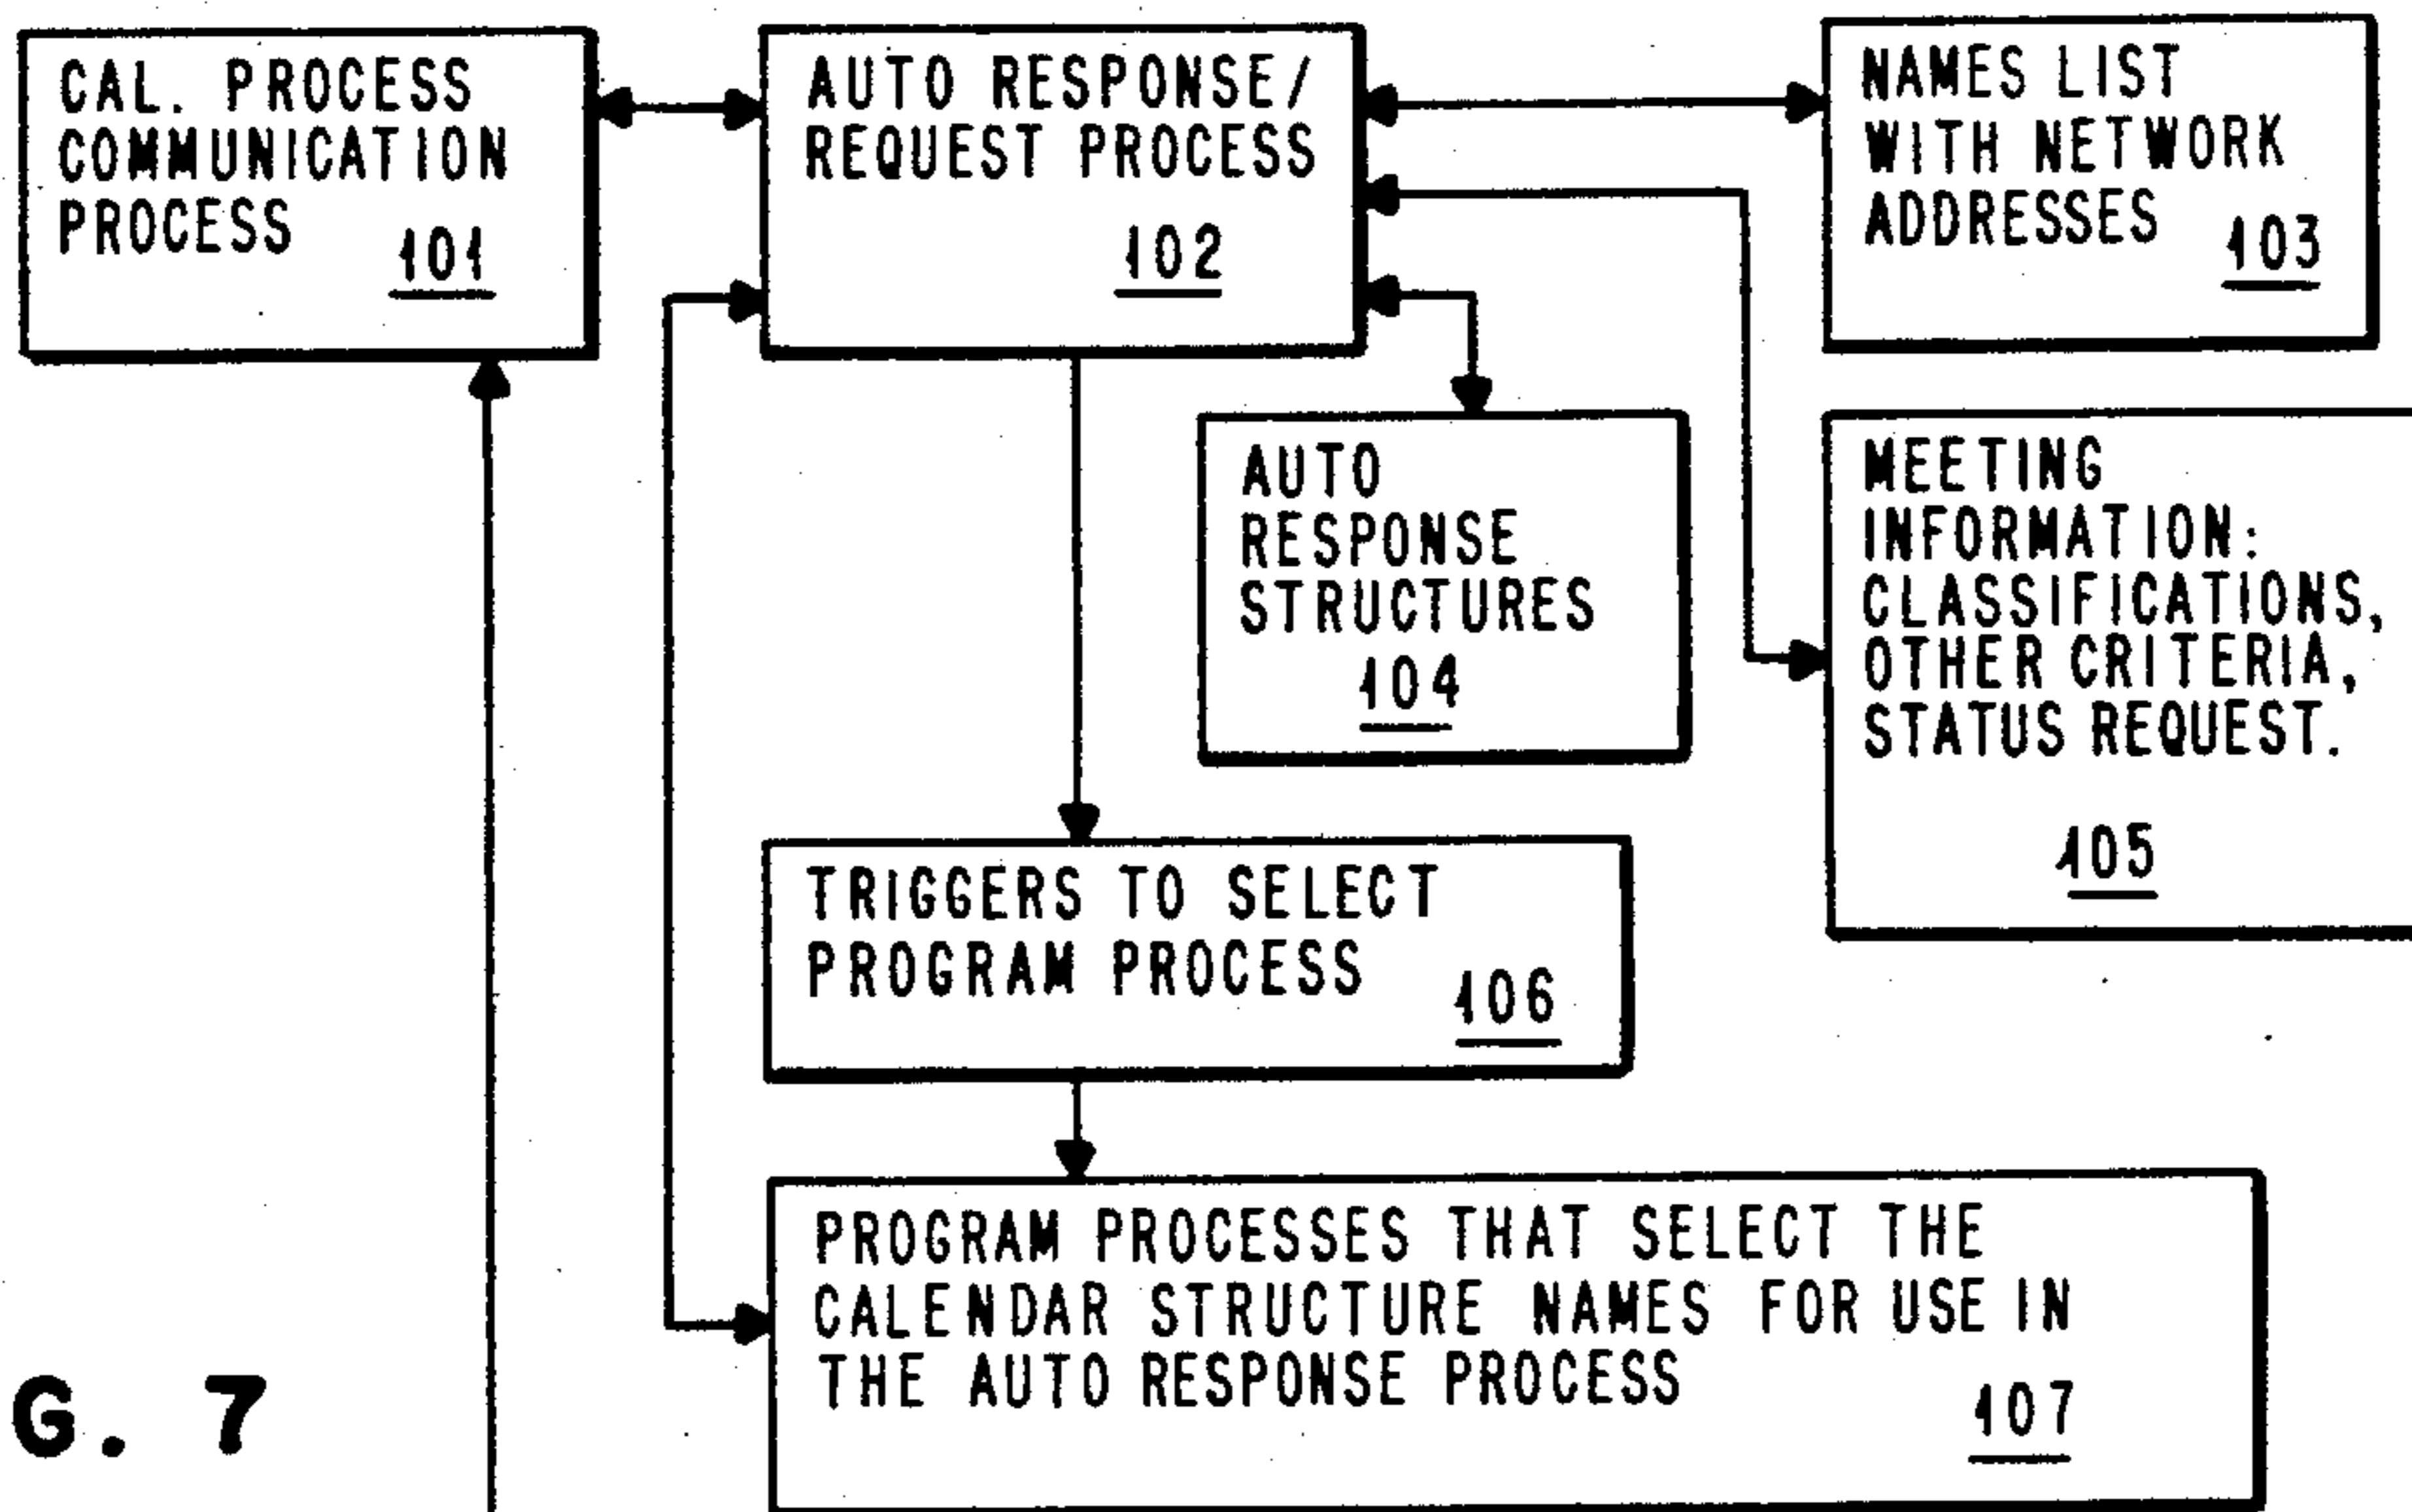 CAL. PROCESS
COMMUNICATION
PROCESS
101
AUTO RESPONSE/
REQUEST PROCESS
102
NAMES LIST
WITH NETWORK
ADDRESSES
103
AUTO
RESPONSE
STRUCTURES
104
MEETING
INFORMATION:
CLASSIFICATIONS,
OTHER CRITERIA,
STATUS REQUEST.
105
TRIGGERS TO SELECT
PROGRAM PROCESS
106
PROGRAM PROCESSES THAT SELECT THE
CALENDAR STRUCTURE NAMES FOR USE IN
THE AUTO RESPONSE PROCESS
107
G. 7